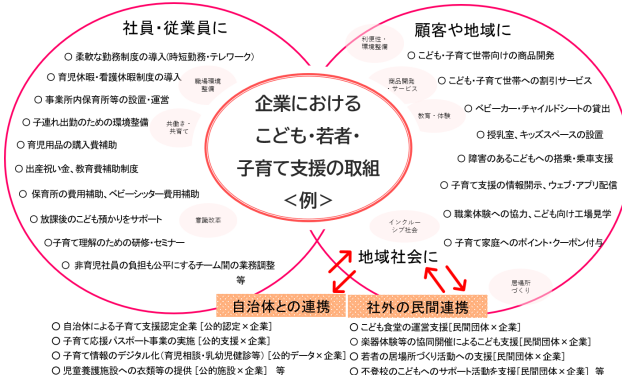 社員・従業員に
○ 柔軟な勤務制度の導入(時短勤務・テレワーク)
○ 育児休暇・看護休暇制度の導入
○ 事業所内保育所等の設置・運営
○ 子連れ出勤のための環境整備
○ 育児用品の購入費補助
○ 出産祝い金、教育費補助制度
○ 保育所の費用補助、ベビーシッター費用補助
○ 放課後のこども預かりをサポート
○子育て理解のための研修・セミナー
○ 非育児社員の負担も公平にするチーム間の業務調整
等
職場環境
整備
共働き・
共育て
意識改革
企業における
こども・若者・
子育て支援の取組
<例>
顧客や地域に
利便性・
環境整備
○ こども・子育て世帯向けの商品開発
商品開発
・サービス
○ こども・子育て世帯への割引サービス
教育・体験
○ ベビーカー・チャイルドシートの貸出
○ 授乳室、キッズスペースの設置
○ 障害のあるこどもへの搭乗・乗車支援
○ 子育て支援の情報開示、ウェブ・アプリ配信
○ 職業体験への協力、こども向け工場見学
○ 子育て家庭へのポイント・クーポン付与
インクルー
シブ社会
居場所
づくり
地域社会に
自治体との連携
○ 自治体による子育て支援認定企業 [公的認定×企業]
○ 子育て応援パスポート事業の実施 [公的支援×企業]
○ 子育て情報のデジタル化(育児相談・乳幼児健診等) [公的データ×企業]
○ 児童養護施設への衣類等の提供 [公的施設×企業] 等
社外の民間連携
○ こども食堂の運営支援[民間団体×企業]
○ 楽器体験等の協同開催によるこども支援[民間団体×企業]
○ 若者の居場所づくり活動への支援[民間団体×企業]
○ 不登校のこどもへのサポート活動を支援[民間団体×企業] 等